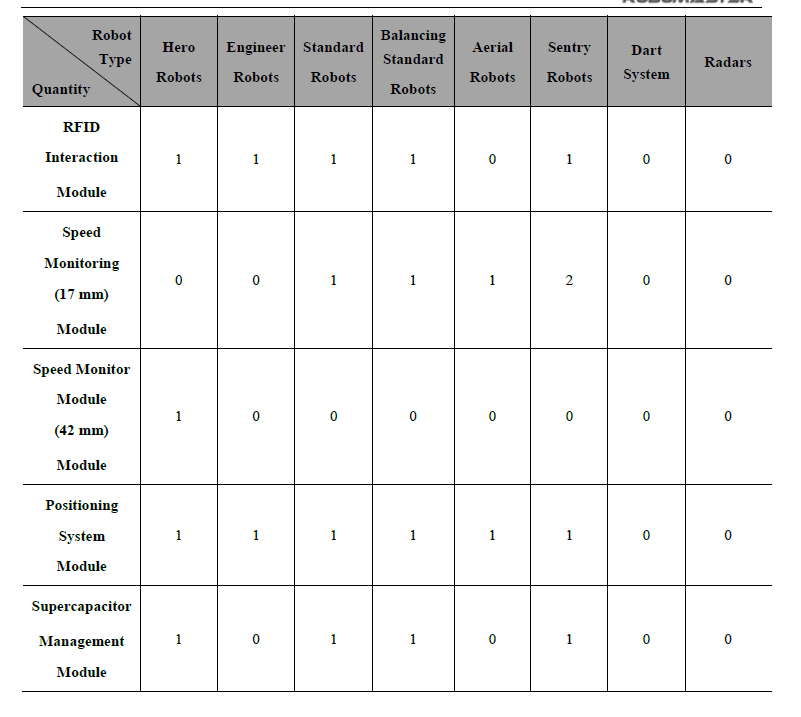 Robot Type
Quantity
Hero Robots
Engineer Robots
Standard Robots
Balancing Standard Robots
Aerial Robots
Sentry Robots
Dart System
Radars
RFID Interaction Module 1 1 1 1 0 1 0 0
Speed Monitoring (17 mm) Module 0 0 1 1 1 2 0 0
Speed Monitor Module (42 mm) Module 1 0 0 0 0 0 0 0
Positioning System Module 1 1 1 1 1 1 0 0
Supercapacitor Management Module 1 0 1 1 0 1 0 0